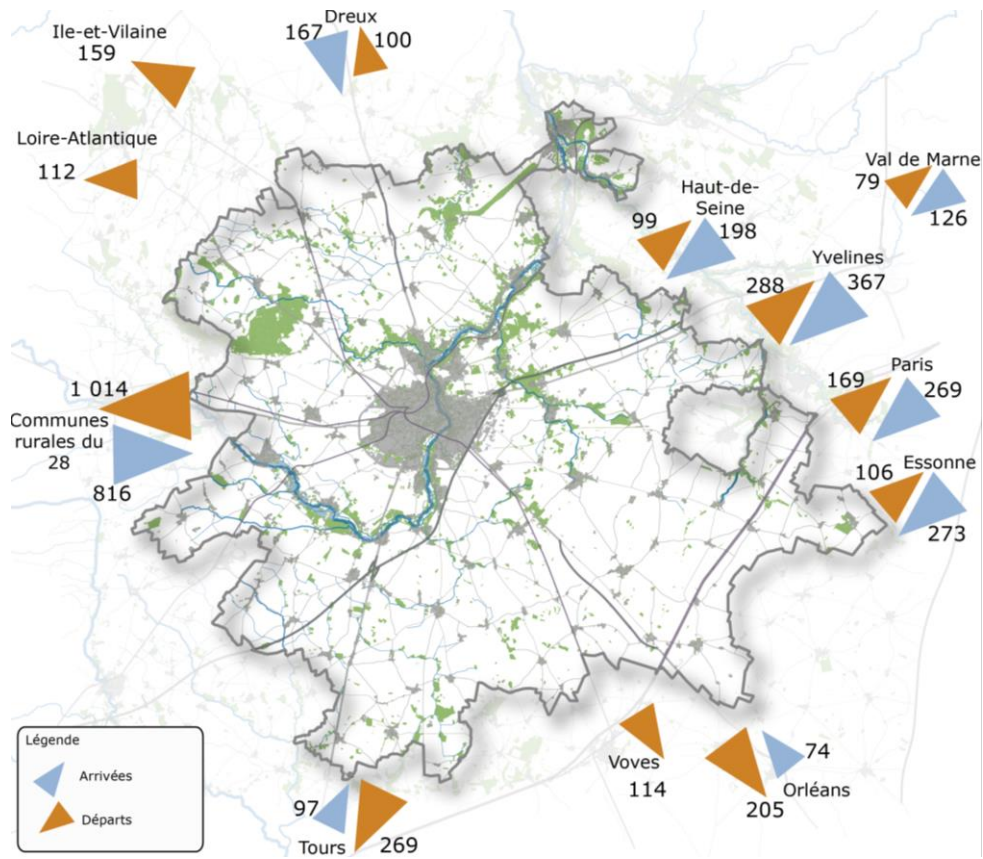 Dreux
167
100
Ile-et-Vilaine
159
Loire-Atlantique
112
Val de Marne
79
126
Haut-de-
Seine
99
198
Yvelines
288
367
Paris
169
269
Essonne
106
273
1 014
Communes
rurales du
28
816
Voves
114
74
Orléans
205
97
Tours
269
Légende
Arrivées
Départs